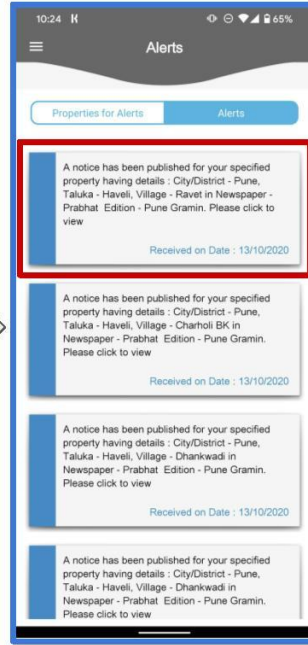 10:24 65%
Alerts
Properties for Alerts Alerts
A notice has been published for your specified
property having details : City/District - Pune,
Taluka - Haveli, Village - Ravet in Newspaper -
Prabhat Edition - Pune Gramin. Please click to
view
Received on Date : 13/10/2020
A notice has been published for your specified
property having details : City/District - Pune,
Taluka - Haveli, Village - Charholi BK in
Newspaper - Prabhat Edition - Pune Gramin.
Please click to view
Received on Date : 13/10/2020
A notice has been published for your specified
property having details : City/District - Pune,
Taluka - Haveli, Village - Dhankwadi in
Newspaper - Prabhat Edition - Pune Gramin.
Please click to view
Received on Date : 13/10/2020
A notice has been published for your specified
property having details : City/District - Pune,
Taluka - Haveli, Village - Dhankwadi in
Newspaper - Prabhat Edition - Pune Gramin.
Please click to view